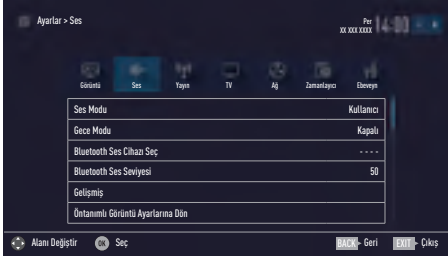 Ayarlar > Ses
Per
XX XXX XXXX
14:00
Görüntü Ses Yayın TV Ağ Zamanlayıcı Ebeveyn
Ses Modu Kullanıcı
Gece Modu Kapalı
Bluetooth Ses Cihazı Seç - - - -
Bluetooth Ses Seviyesi 50
Gelişmiş
Öntanımlı Görüntü Ayarlarına Dön
Alanı Değiştir OK Seç BACK Geri EXIT Çıkış